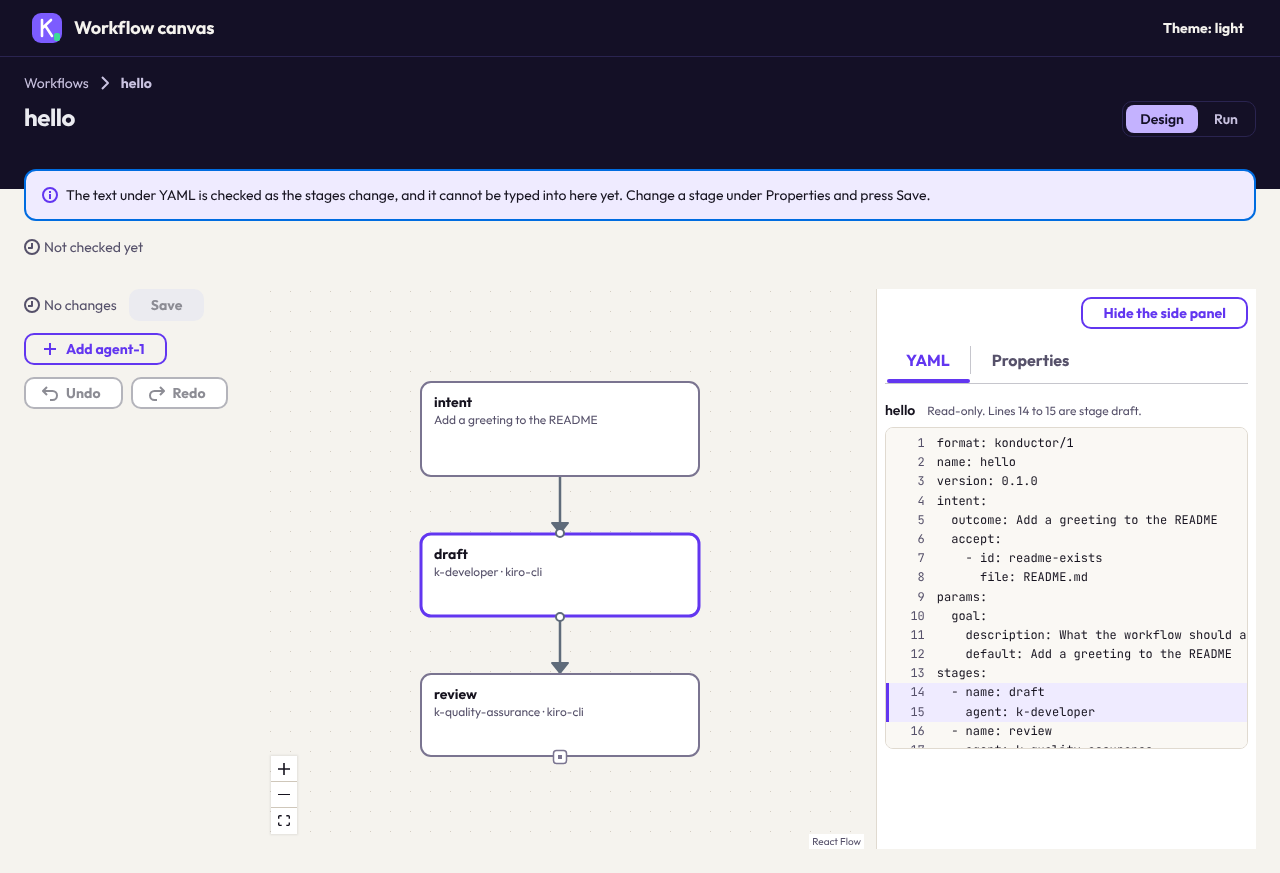 K
Workflow canvas
Theme: light
Workflows
hello
hello
Design
Run
The text under YAML is checked as the stages change, and it cannot be typed into here yet. Change a stage under Properties and press Save.
Not checked yet
No changes
Save
Add agent-1
Undo
Redo
intent
Add a greeting to the README
draft
k-developer · kiro-cli
review
k-quality-assurance · kiro-cli
React Flow
Hide the side panel
YAML
Properties
hello
Read-only. Lines 14 to 15 are stage draft.
1 format: konductor/1
2 name: hello
3 version: 0.1.0
4 intent:
5   outcome: Add a greeting to the README
6   accept:
7     - id: readme-exists
8       file: README.md
9 params:
10   goal:
11     description: What the workflow should a
12     default: Add a greeting to the README
13 stages:
14   - name: draft
15     agent: k-developer
16   - name: review